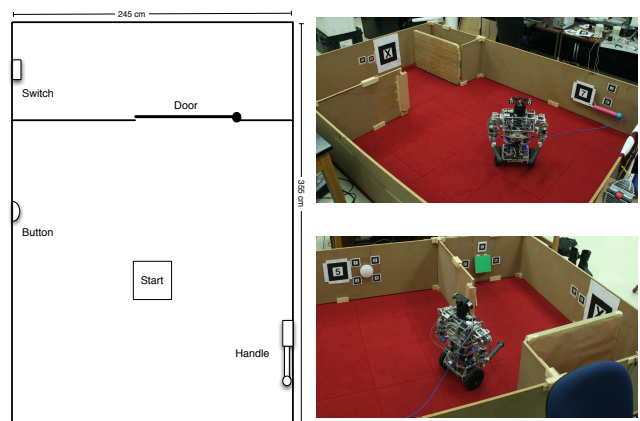 245 cm
Switch
Door
355 cm
Button
Start
Handle
X
7
5
X